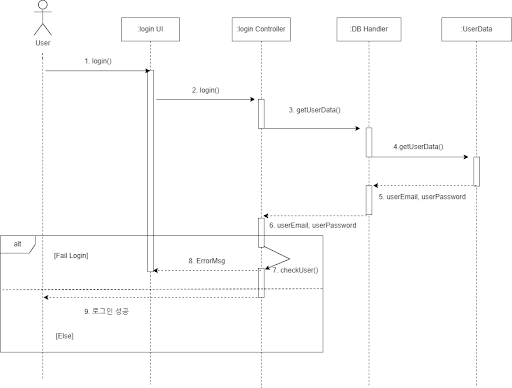 :login UI
:login Controller
:DB Handler
:UserData
User
1. login()
2. login()
3. getUserData()
4.getUserData()
5. userEmail, userPassword
6. userEmail, userPassword
alt
[Fail Login]
8. ErrorMsg
7. checkUser()
9. 로그인 성공
[Else]